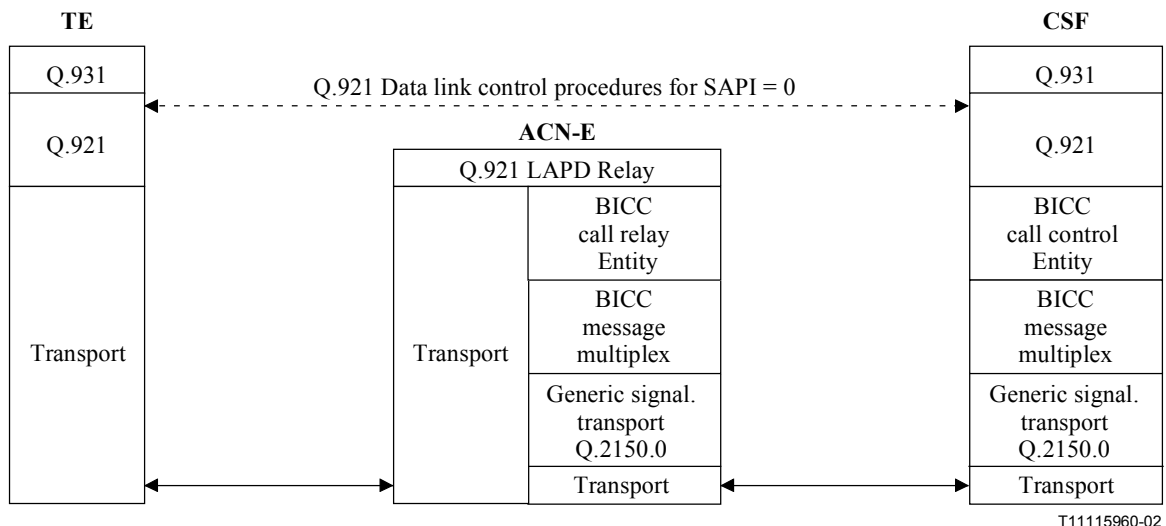 TE
CSF
Q.931
Q.931
Q.921 Data link control procedures for SAPI = 0
Q.921
ACN-E
Q.921
Q.921 LAPD Relay
Transport
Transport
BICC
call relay
Entity
BICC
message
multiplex
Generic signal.
transport
Q.2150.0
Transport
BICC
call control
Entity
BICC
message
multiplex
Generic signal.
transport
Q.2150.0
Transport
T11115960-02